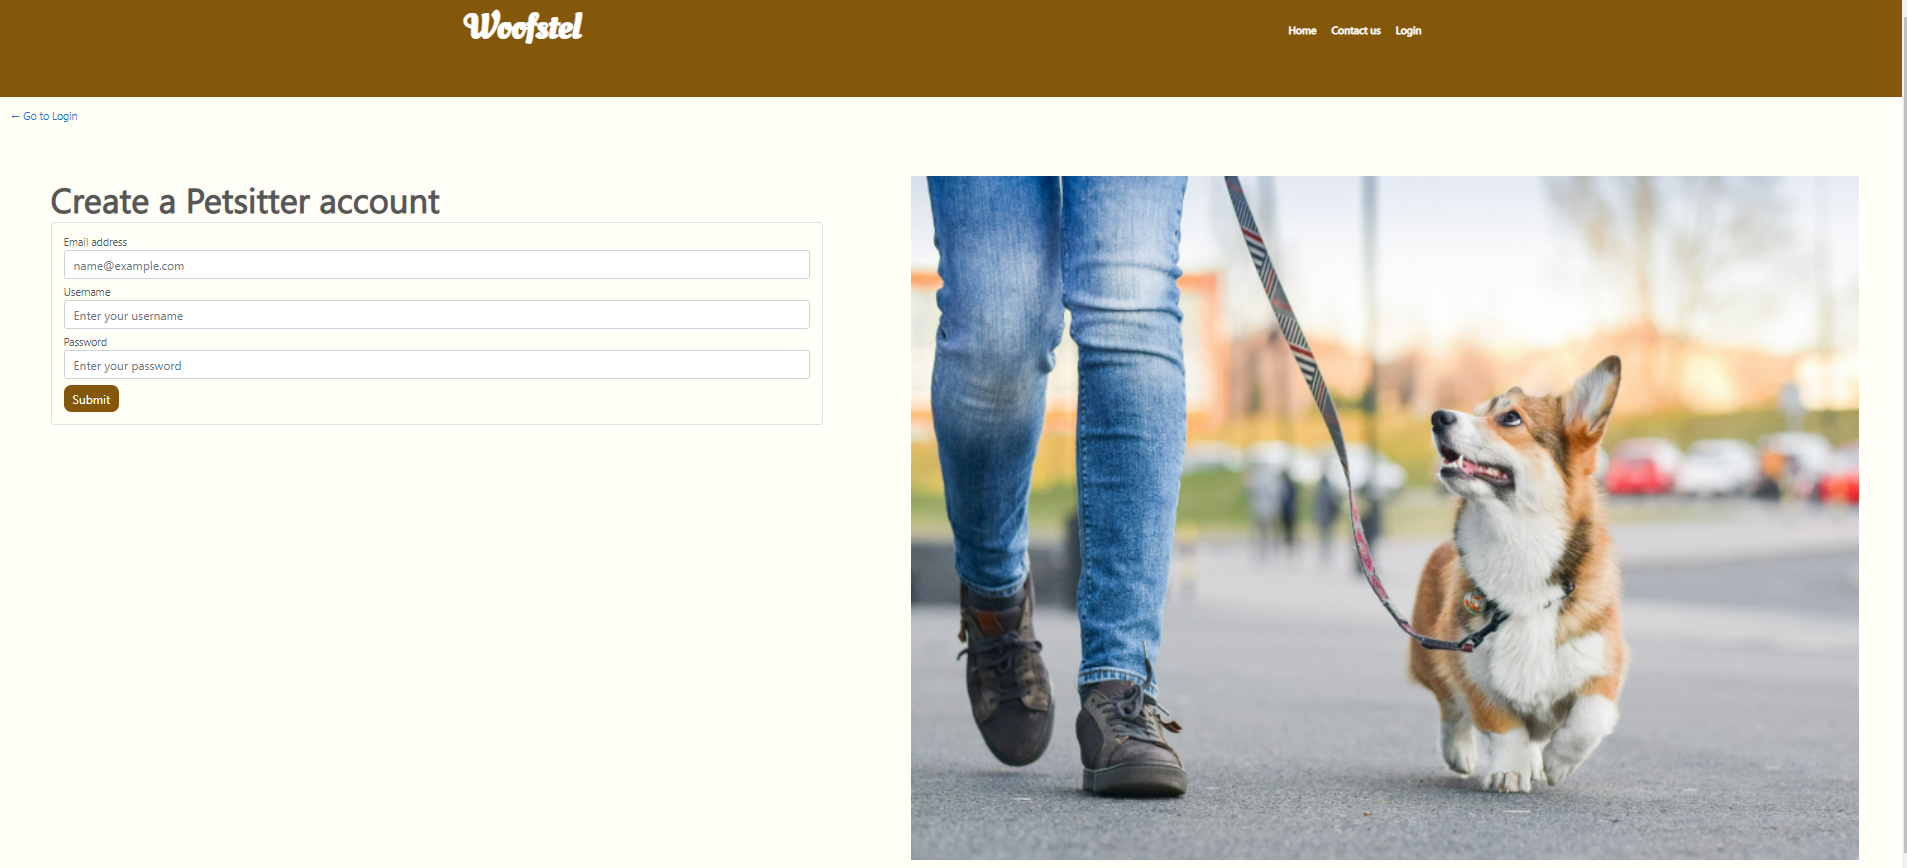 Woofstel
Home Contact us Login
← Go to Login
Create a Petsitter account
Email address
name@example.com
Username
Enter your username
Password
Enter your password
Submit